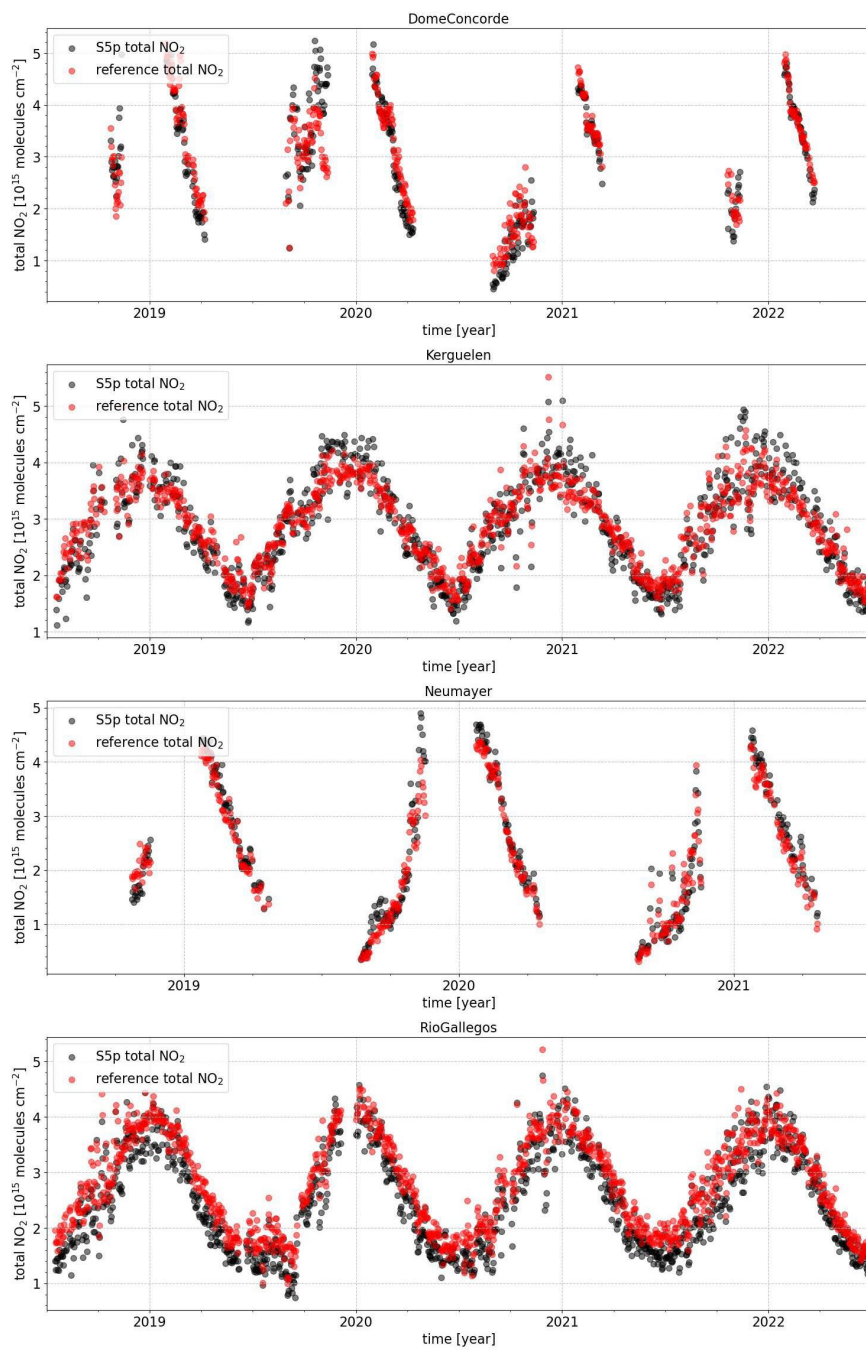 DomeConcorde
S5p total NO₂
reference total NO₂
total NO₂ [10¹⁵ molecules cm⁻²]
5
4
3
2
1
2019 2020 2021 2022
time [year]
Kerguelen
S5p total NO₂
reference total NO₂
total NO₂ [10¹⁵ molecules cm⁻²]
5
4
3
2
1
2019 2020 2021 2022
time [year]
Neumayer
S5p total NO₂
reference total NO₂
total NO₂ [10¹⁵ molecules cm⁻²]
5
4
3
2
1
2019 2020 2021
time [year]
RioGallegos
S5p total NO₂
reference total NO₂
total NO₂ [10¹⁵ molecules cm⁻²]
5
4
3
2
1
2019 2020 2021 2022
time [year]